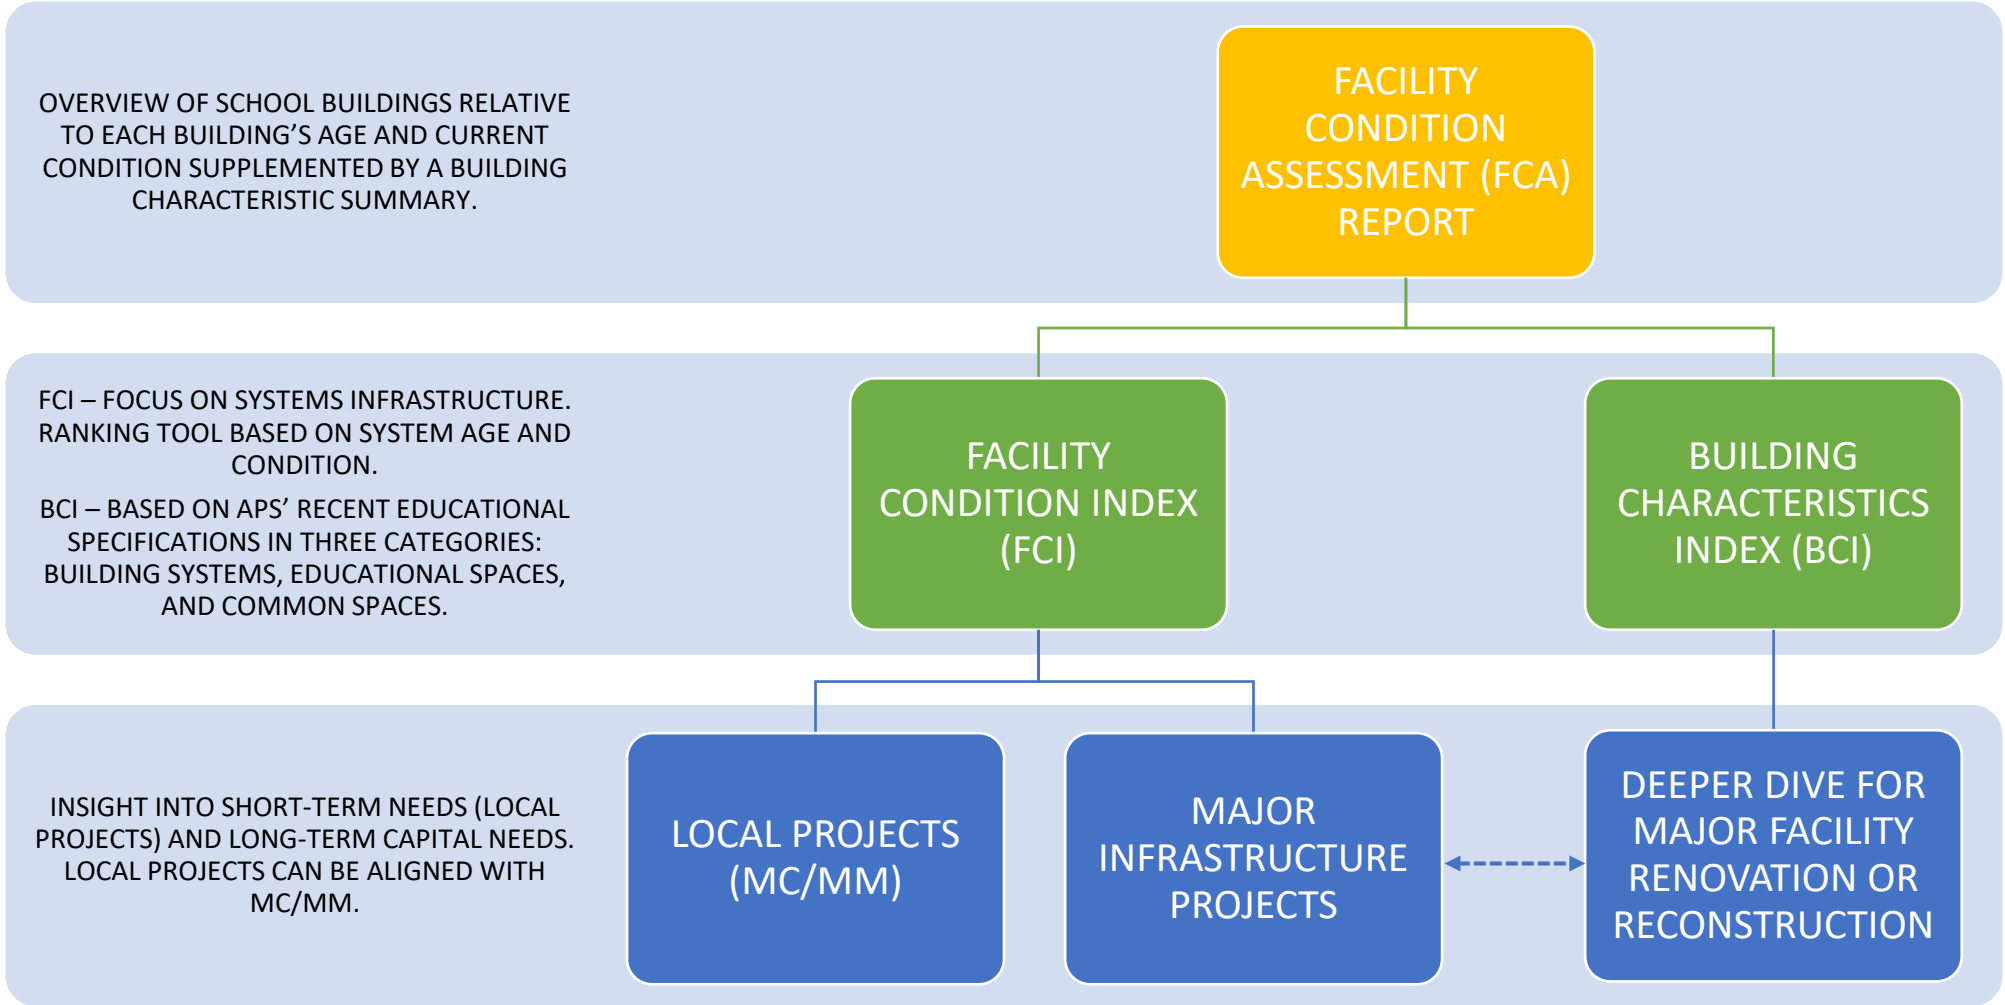 OVERVIEW OF SCHOOL BUILDINGS RELATIVE
TO EACH BUILDING’S AGE AND CURRENT
CONDITION SUPPLEMENTED BY A BUILDING
CHARACTERISTIC SUMMARY.
FACILITY
CONDITION
ASSESSMENT (FCA)
REPORT
FCI – FOCUS ON SYSTEMS INFRASTRUCTURE.
RANKING TOOL BASED ON SYSTEM AGE AND
CONDITION.
BCI – BASED ON APS’ RECENT EDUCATIONAL
SPECIFICATIONS IN THREE CATEGORIES:
BUILDING SYSTEMS, EDUCATIONAL SPACES,
AND COMMON SPACES.
FACILITY
CONDITION INDEX
(FCI)
BUILDING
CHARACTERISTICS
INDEX (BCI)
INSIGHT INTO SHORT-TERM NEEDS (LOCAL
PROJECTS) AND LONG-TERM CAPITAL NEEDS.
LOCAL PROJECTS CAN BE ALIGNED WITH
MC/MM.
LOCAL PROJECTS
(MC/MM)
MAJOR
INFRASTRUCTURE
PROJECTS
DEEPER DIVE FOR
MAJOR FACILITY
RENOVATION OR
RECONSTRUCTION